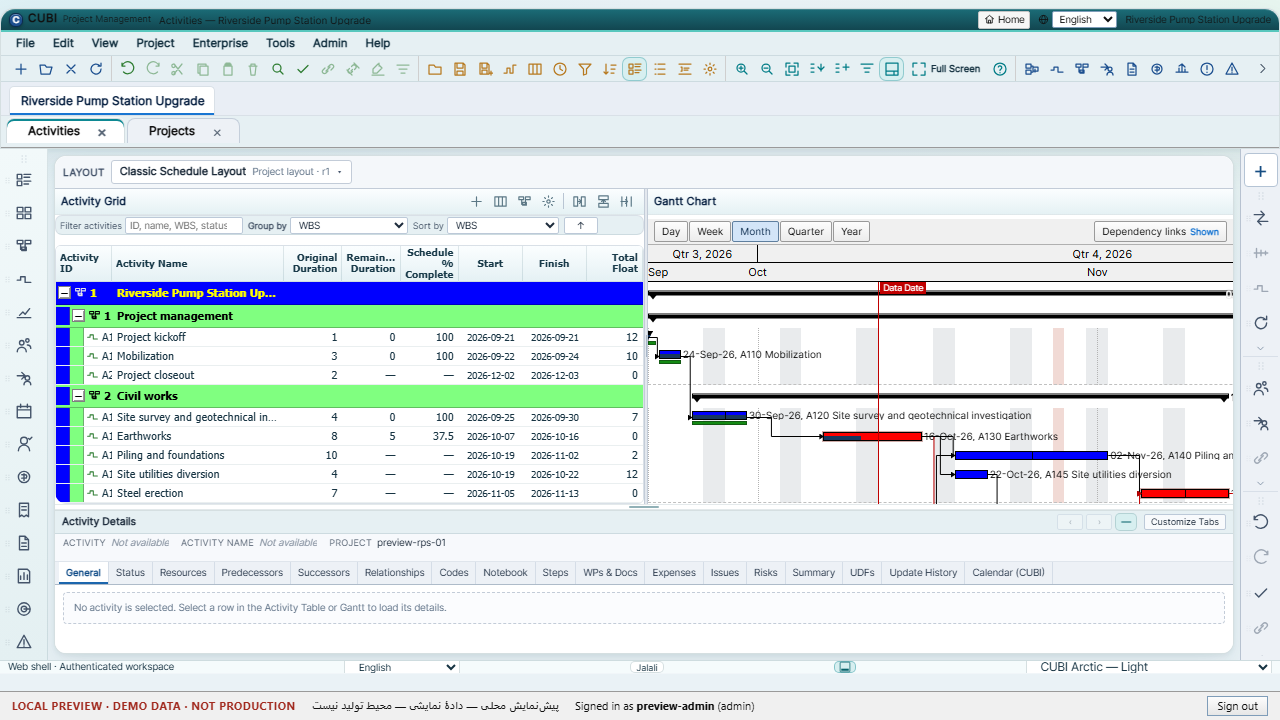 CUBI Project Management Activities — Riverside Pump Station Upgrade Home English Riverside Pump Station Upgrade
File Edit View Project Enterprise Tools Admin Help
Full Screen
Riverside Pump Station Upgrade
Activities Projects
LAYOUT Classic Schedule Layout Project layout · r1
Activity Grid
Filter activities ID, name, WBS, status Group by WBS Sort by WBS
Activity ID Activity Name Original Duration Remain... Duration Schedule % Complete Start Finish Total Float
1 Riverside Pump Station Up...
1 Project management
A1 Project kickoff 1 0 100 2026-09-21 2026-09-21 12
A1 Mobilization 3 0 100 2026-09-22 2026-09-24 10
A2 Project closeout 2 — — 2026-12-02 2026-12-03 0
2 Civil works
A1 Site survey and geotechnical in... 4 0 100 2026-09-25 2026-09-30 7
A1 Earthworks 8 5 37.5 2026-10-07 2026-10-16 0
A1 Piling and foundations 10 — — 2026-10-19 2026-11-02 2
A1 Site utilities diversion 4 — — 2026-10-19 2026-10-22 12
A1 Steel erection 7 — — 2026-11-05 2026-11-13 0
Gantt Chart
Day Week Month Quarter Year Dependency links Shown
Qtr 3, 2026 Qtr 4, 2026
Sep Oct Nov
Data Date
24-Sep-26, A110 Mobilization
30-Sep-26, A120 Site survey and geotechnical investigation
16-Oct-26, A130 Earthworks
02-Nov-26, A140 Piling an
22-Oct-26, A145 Site utilities diversion
Activity Details Customize Tabs
ACTIVITY Not available ACTIVITY NAME Not available PROJECT preview-rps-01
General Status Resources Predecessors Successors Relationships Codes Notebook Steps WPs & Docs Expenses Issues Risks Summary UDFs Update History Calendar (CUBI)
No activity is selected. Select a row in the Activity Table or Gantt to load its details.
Web shell · Authenticated workspace English Jalali CUBI Arctic — Light
LOCAL PREVIEW · DEMO DATA · NOT PRODUCTION پیش‌نمایش محلی — دادهٔ نمایشی — محیط تولید نیست Signed in as preview-admin (admin) Sign out